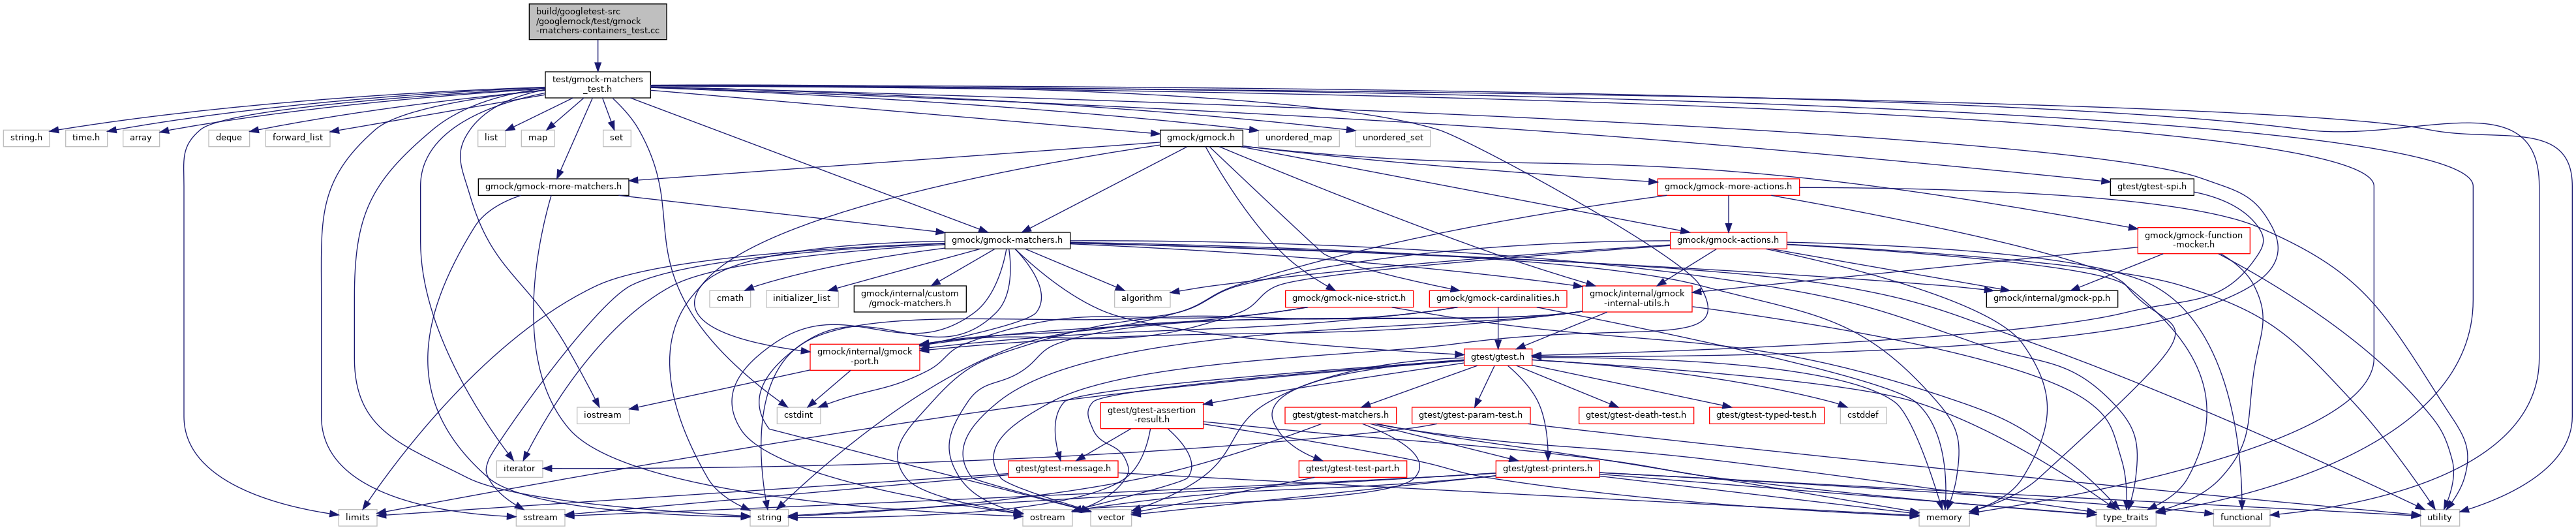 build/googletest-src
/googlemock/test/gmock
-matchers-containers_test.cc
test/gmock-matchers
_test.h
string.h
time.h
array
deque
forward_list
list
map
set
gmock/gmock.h
unordered_map
unordered_set
gmock/gmock-more-matchers.h
gmock/gmock-more-actions.h
gtest/gtest-spi.h
gmock/gmock-matchers.h
gmock/gmock-actions.h
gmock/gmock-function
-mocker.h
cmath
initializer_list
gmock/internal/custom
/gmock-matchers.h
algorithm
gmock/gmock-nice-strict.h
gmock/gmock-cardinalities.h
gmock/internal/gmock
-internal-utils.h
gmock/internal/gmock-pp.h
gmock/internal/gmock
-port.h
gtest/gtest.h
iostream
cstdint
gtest/gtest-assertion
-result.h
gtest/gtest-matchers.h
gtest/gtest-param-test.h
gtest/gtest-death-test.h
gtest/gtest-typed-test.h
cstddef
iterator
gtest/gtest-message.h
gtest/gtest-test-part.h
gtest/gtest-printers.h
limits
sstream
string
ostream
vector
memory
type_traits
functional
utility